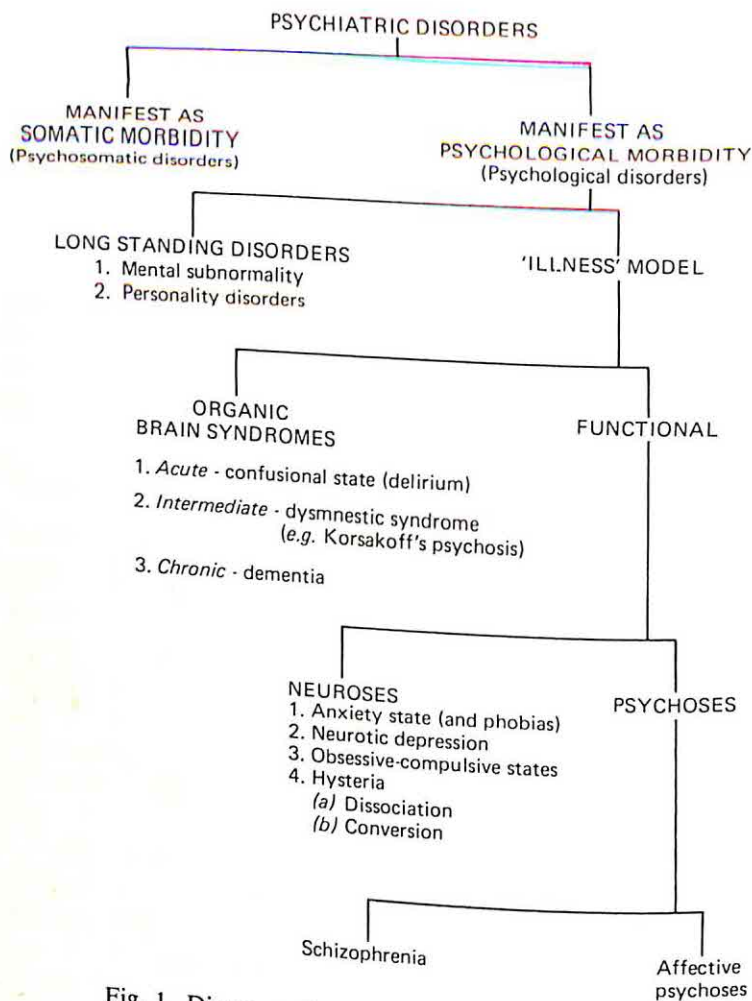 PSYCHIATRIC DISORDERS
MANIFEST AS
SOMATIC MORBIDITY
(Psychosomatic disorders)
MANIFEST AS
PSYCHOLOGICAL MORBIDITY
(Psychological disorders)
LONG STANDING DISORDERS
1. Mental subnormality
2. Personality disorders
'ILLNESS' MODEL
ORGANIC
BRAIN SYNDROMES
1. Acute - confusional state (delirium)
2. Intermediate - dysmnestic syndrome
(e.g. Korsakoff's psychosis)
3. Chronic - dementia
FUNCTIONAL
NEUROSES
1. Anxiety state (and phobias)
2. Neurotic depression
3. Obsessive-compulsive states
4. Hysteria
(a) Dissociation
(b) Conversion
PSYCHOSES
Schizophrenia
Affective
psychoses
Fig. 1